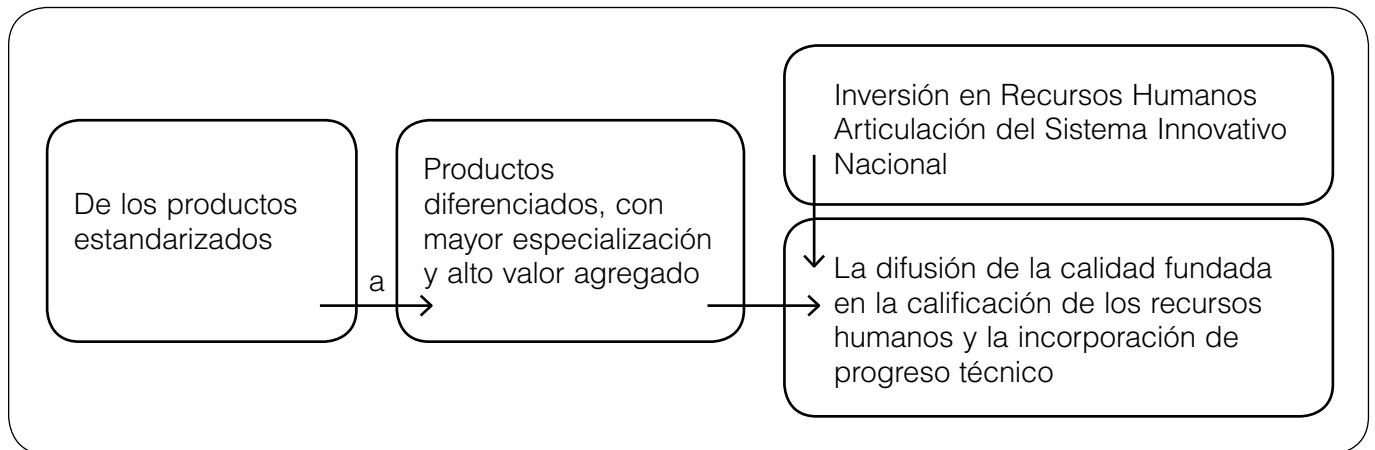 De los productos
estandarizados
a
Productos
diferenciados, con
mayor especialización
y alto valor agregado
Inversión en Recursos Humanos
Articulación del Sistema Innovativo
Nacional
La difusión de la calidad fundada
en la calificación de los recursos
humanos y la incorporación de
progreso técnico